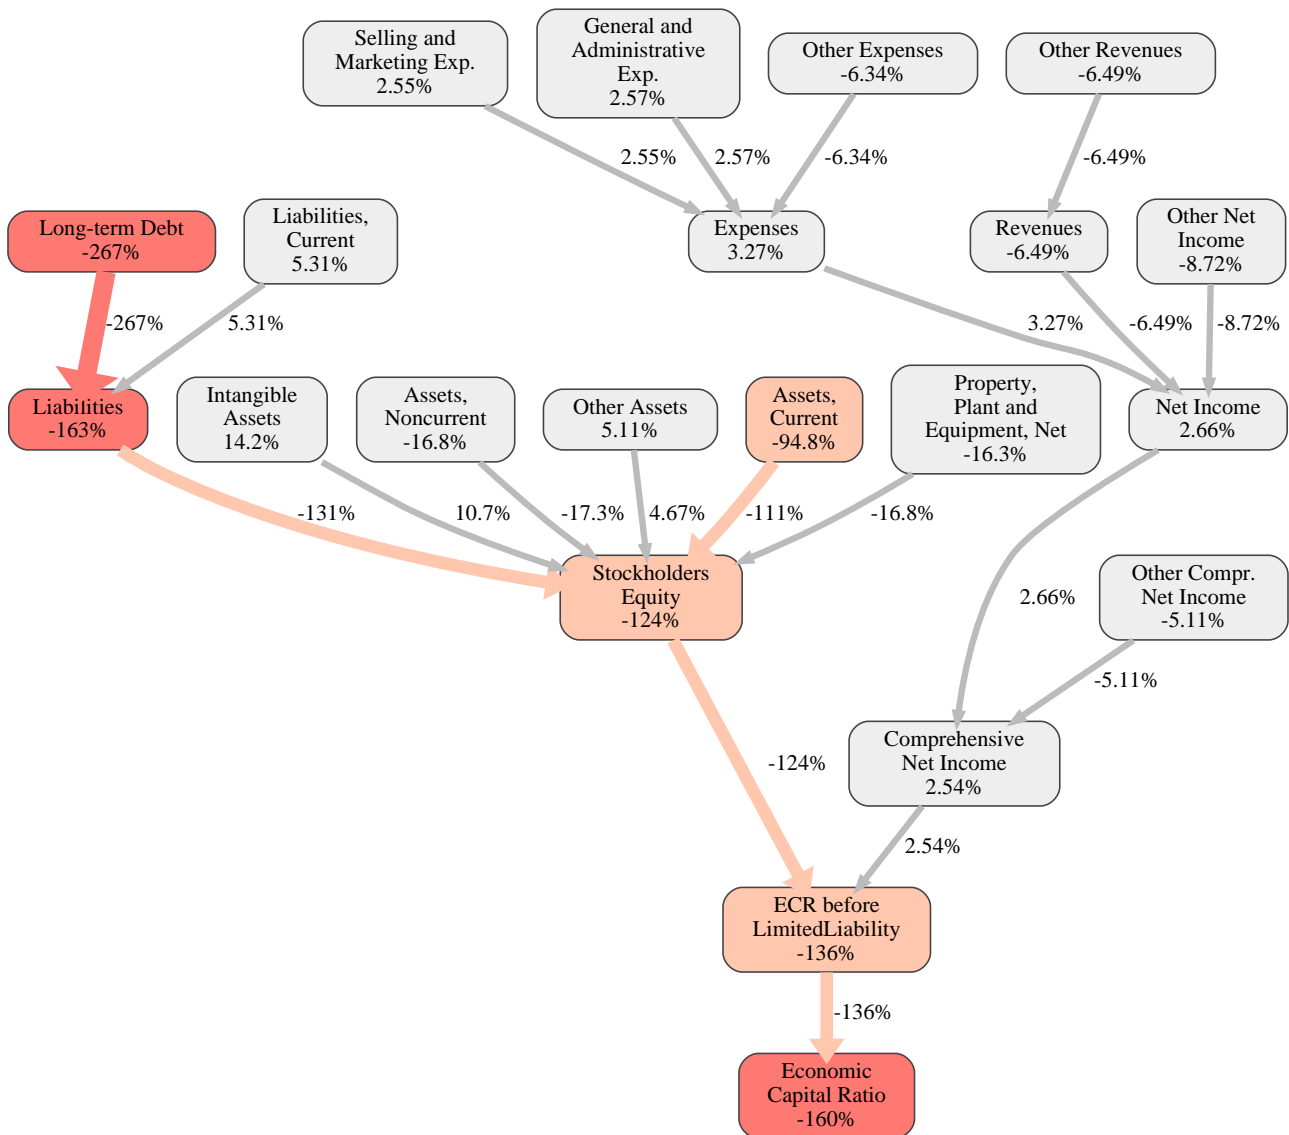 Selling and
Marketing Exp.
2.55%
General and
Administrative
Exp.
2.57%
Other Expenses
-6.34%
Other Revenues
-6.49%
2.55%
2.57%
-6.34%
-6.49%
Long-term Debt
-267%
Liabilities,
Current
5.31%
Expenses
3.27%
Revenues
-6.49%
Other Net
Income
-8.72%
-267%
5.31%
3.27%
-6.49%
-8.72%
Liabilities
-163%
Intangible
Assets
14.2%
Assets,
Noncurrent
-16.8%
Other Assets
5.11%
Assets,
Current
-94.8%
Property,
Plant and
Equipment, Net
-16.3%
Net Income
2.66%
-131%
10.7%
-17.3%
4.67%
-111%
-16.8%
Stockholders
Equity
-124%
2.66%
Other Compr.
Net Income
-5.11%
-5.11%
-124%
Comprehensive
Net Income
2.54%
2.54%
ECR before
LimitedLiability
-136%
-136%
Economic
Capital Ratio
-160%